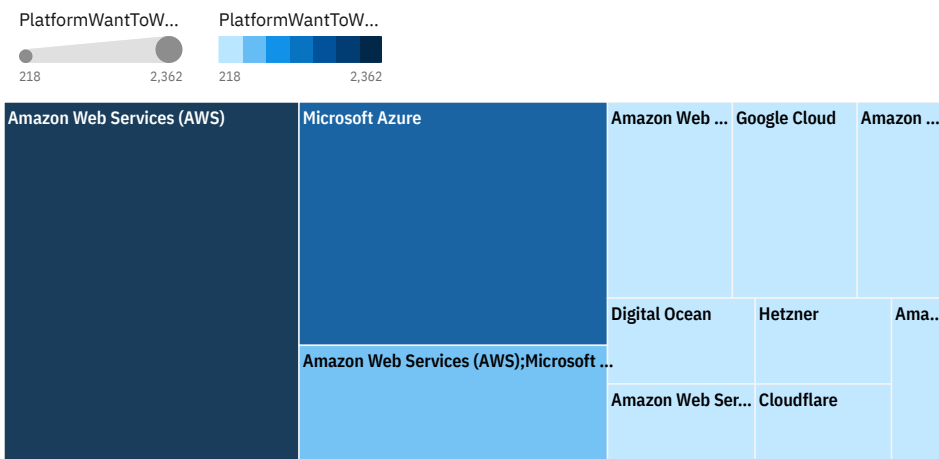 PlatformWantToW... PlatformWantToW...
218 2,362 218 2,362
Amazon Web Services (AWS)
Microsoft Azure
Amazon Web ...
Google Cloud
Amazon ...
Amazon Web Services (AWS);Microsoft ...
Digital Ocean
Hetzner
Ama...
Amazon Web Ser...
Cloudflare